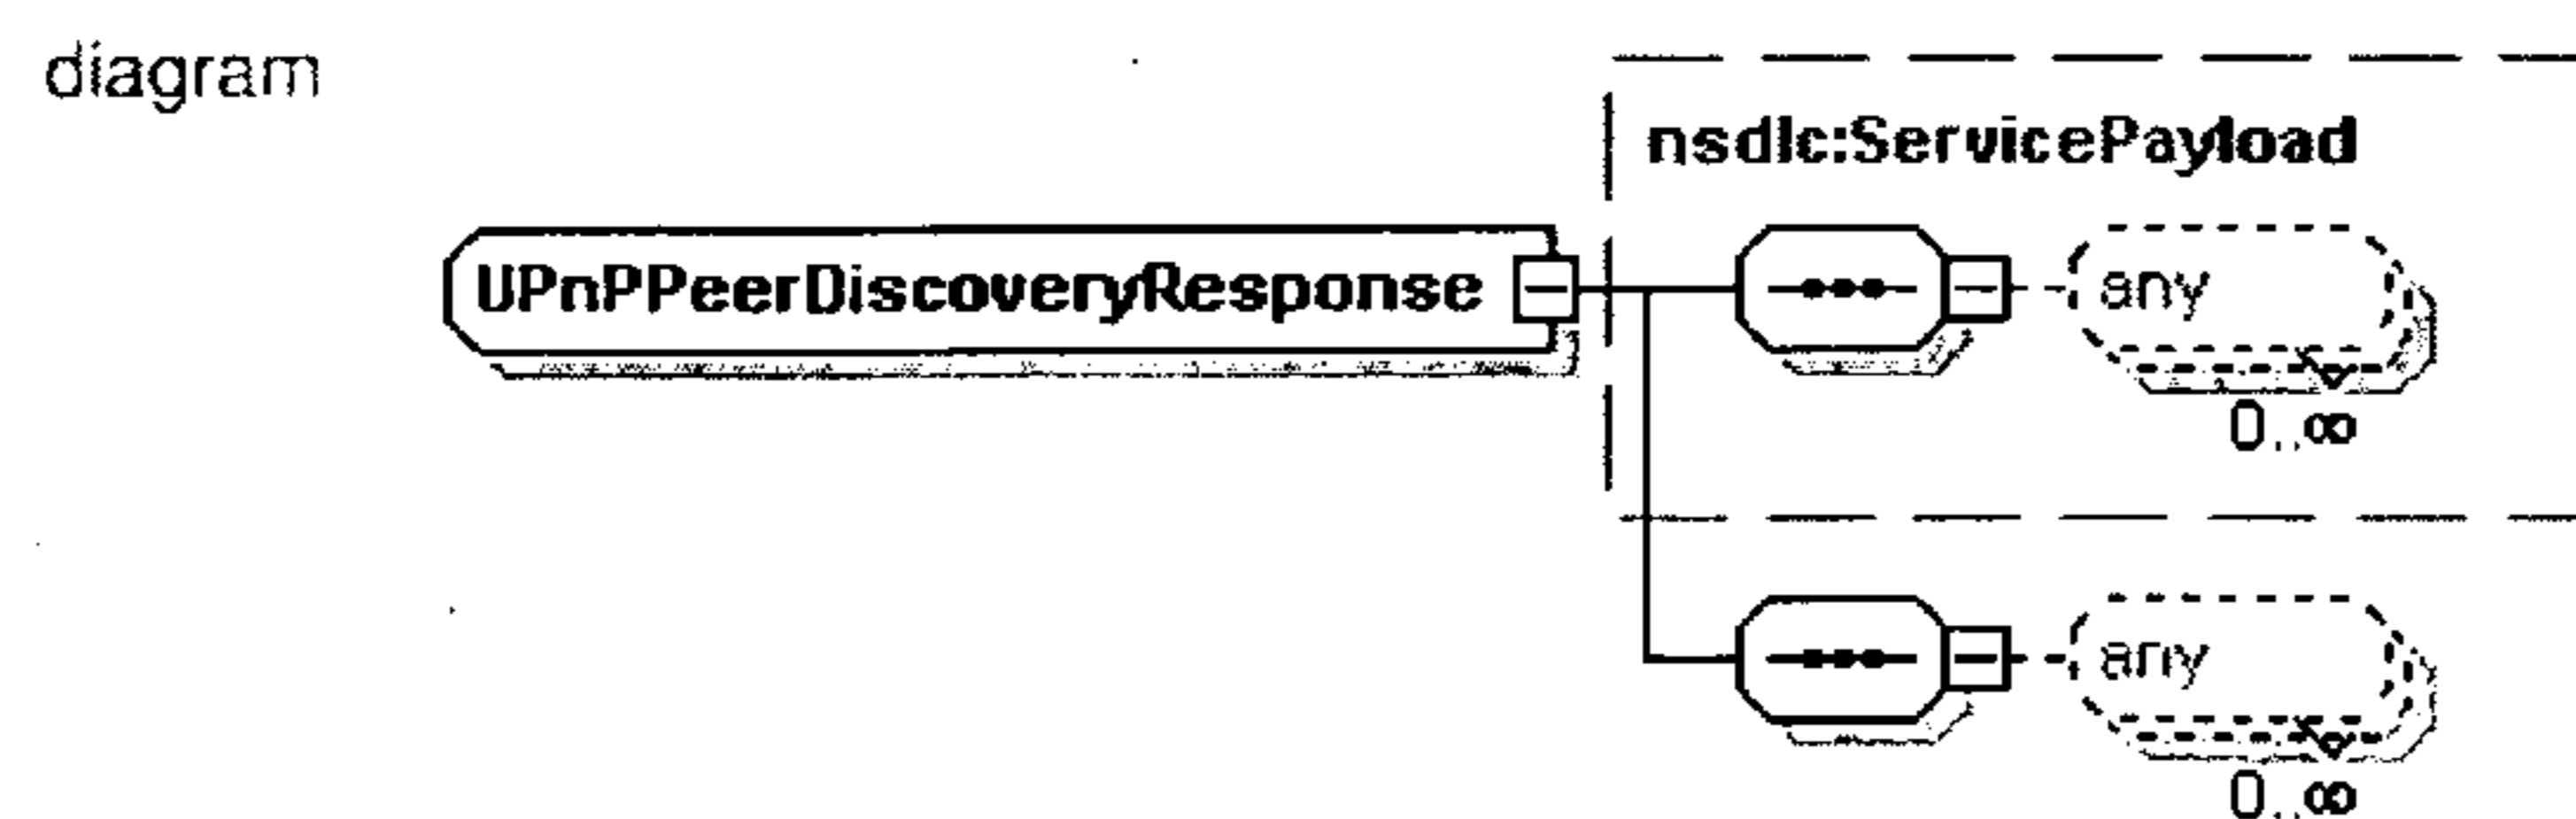 diagram
nsdlc:ServicePayload
UPnPPeerDiscoveryResponse
any
0..∞
any
0..∞